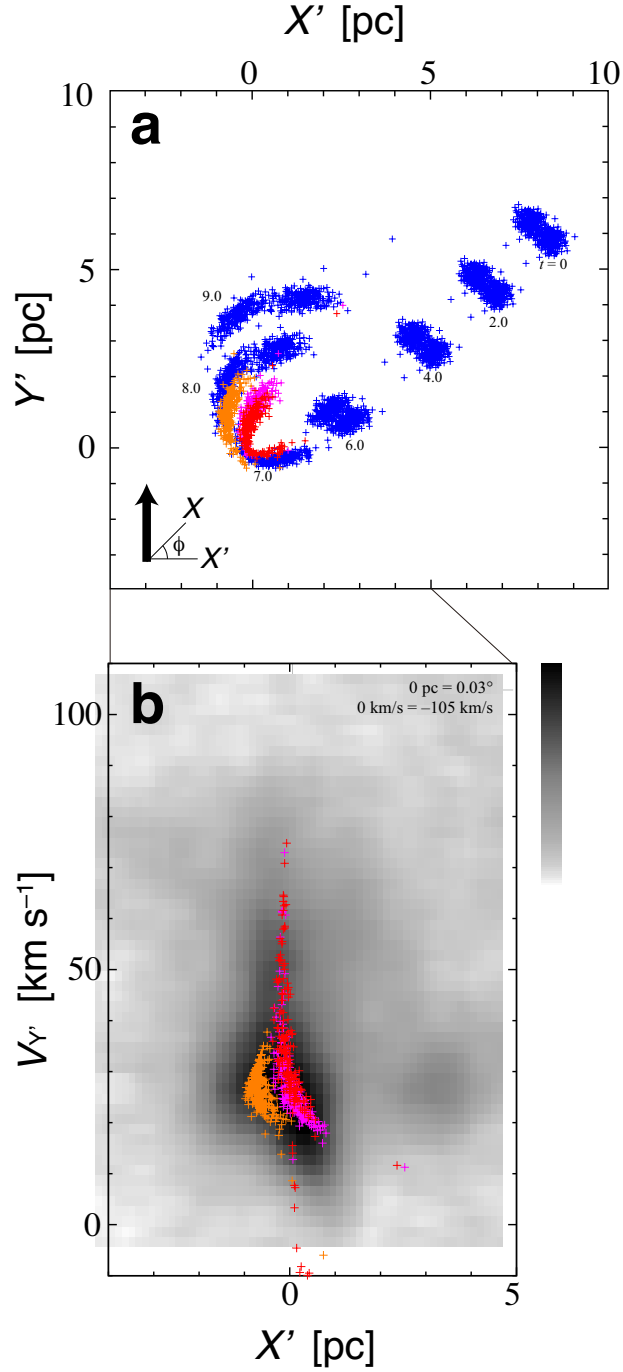 X' [pc]
0 5 10
a
10
5
0
Y' [pc]
t = 0
2.0
4.0
6.0
7.0
8.0
9.0
X
ϕ
X'
b
0 pc = 0.03°
0 km/s = –105 km/s
100
50
0
V_Y' [km s⁻¹]
0 5
X' [pc]